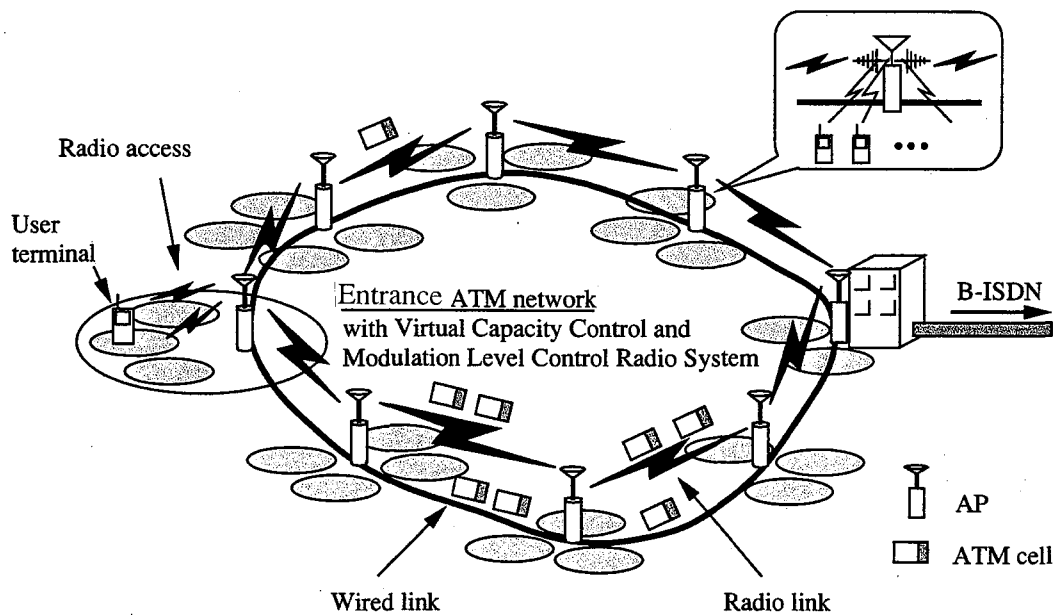 Radio access
User
terminal
Entrance ATM network
with Virtual Capacity Control and
Modulation Level Control Radio System
B-ISDN
AP
ATM cell
Wired link
Radio link